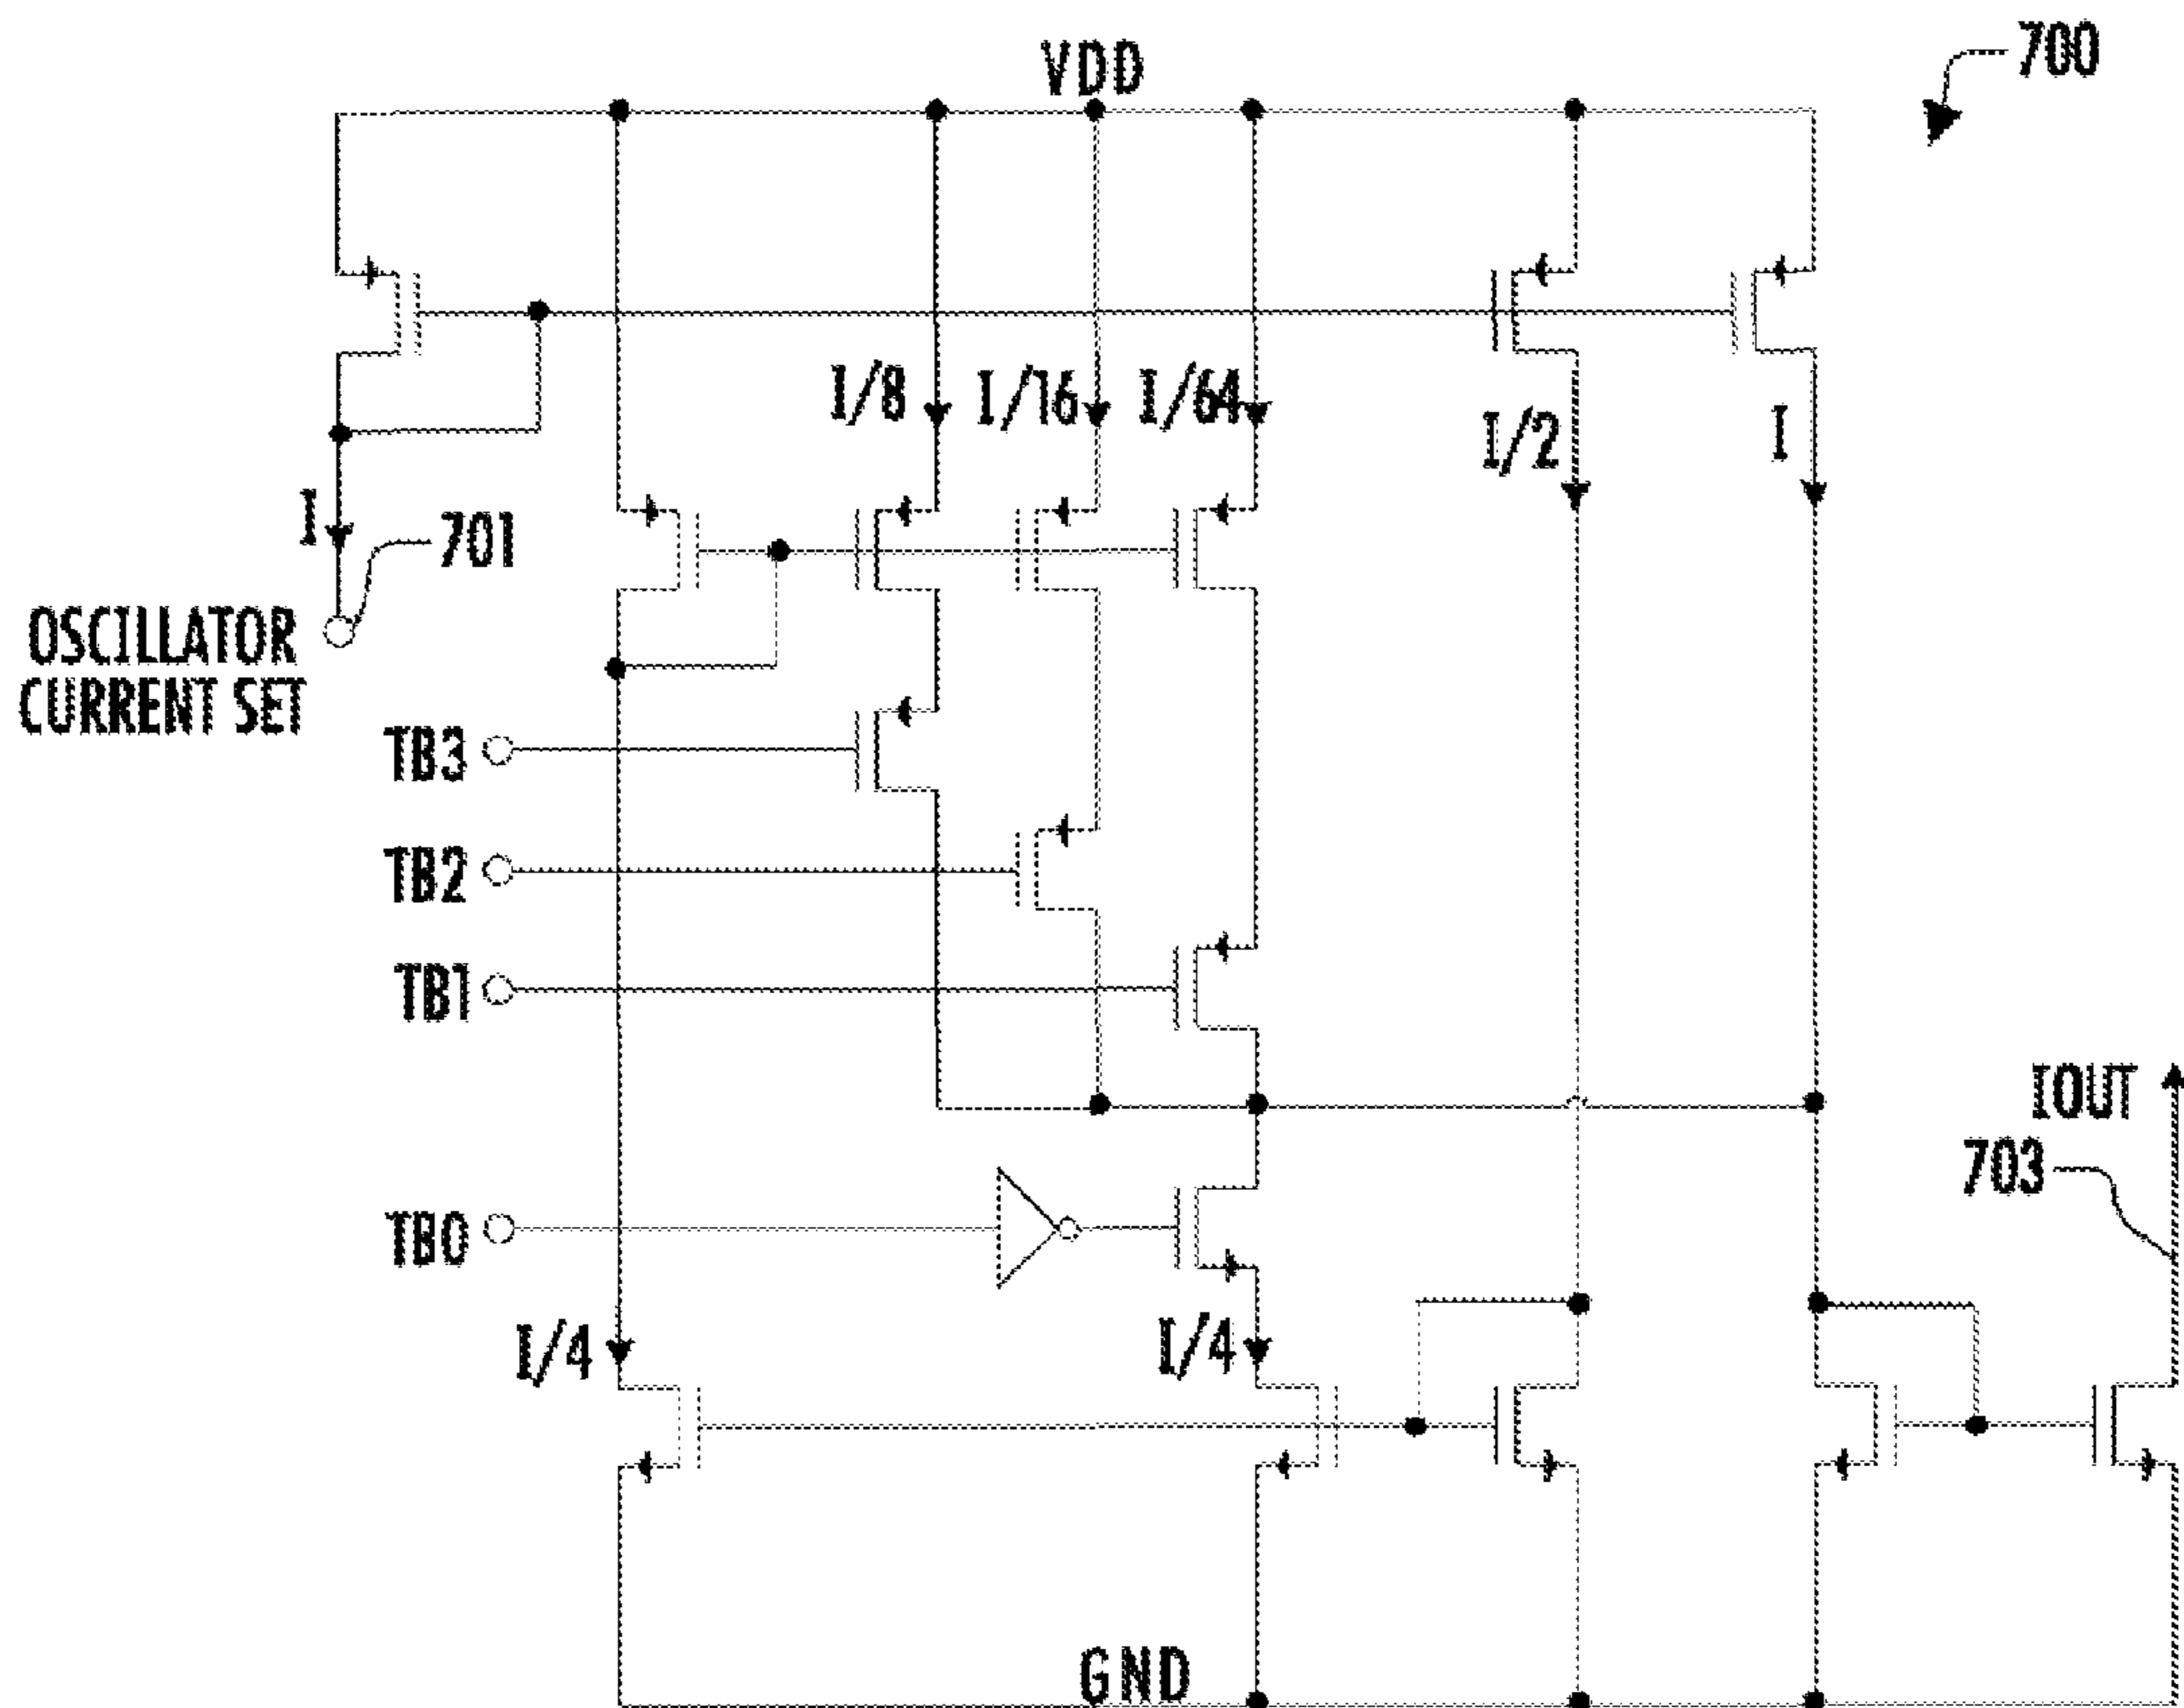 VDD
700
I/8
I/16
I/64
I/2
I
I
701
OSCILLATOR
CURRENT SET
TB3
TB2
TB1
IOUT
703
TB0
I/4
I/4
GND